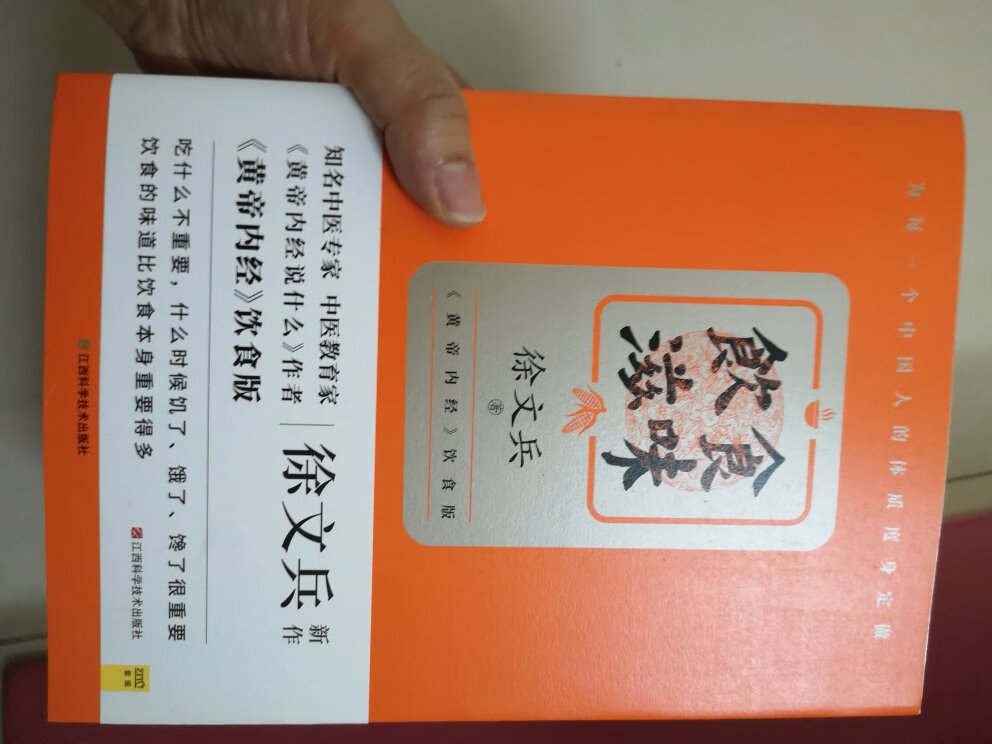 为每一个中国人的体质度身定做
飲食
滋味
徐文兵 著
《黄帝内经》饮食版
知名中医专家 中医教育家
《黄帝内经说什么》作者
徐文兵 新作
《黄帝内经》饮食版
吃什么不重要，什么时候饥了、饿了、馋了很重要
饮食的味道比饮食本身重要得多
江西科学技术出版社
紫图
江西科学技术出版社